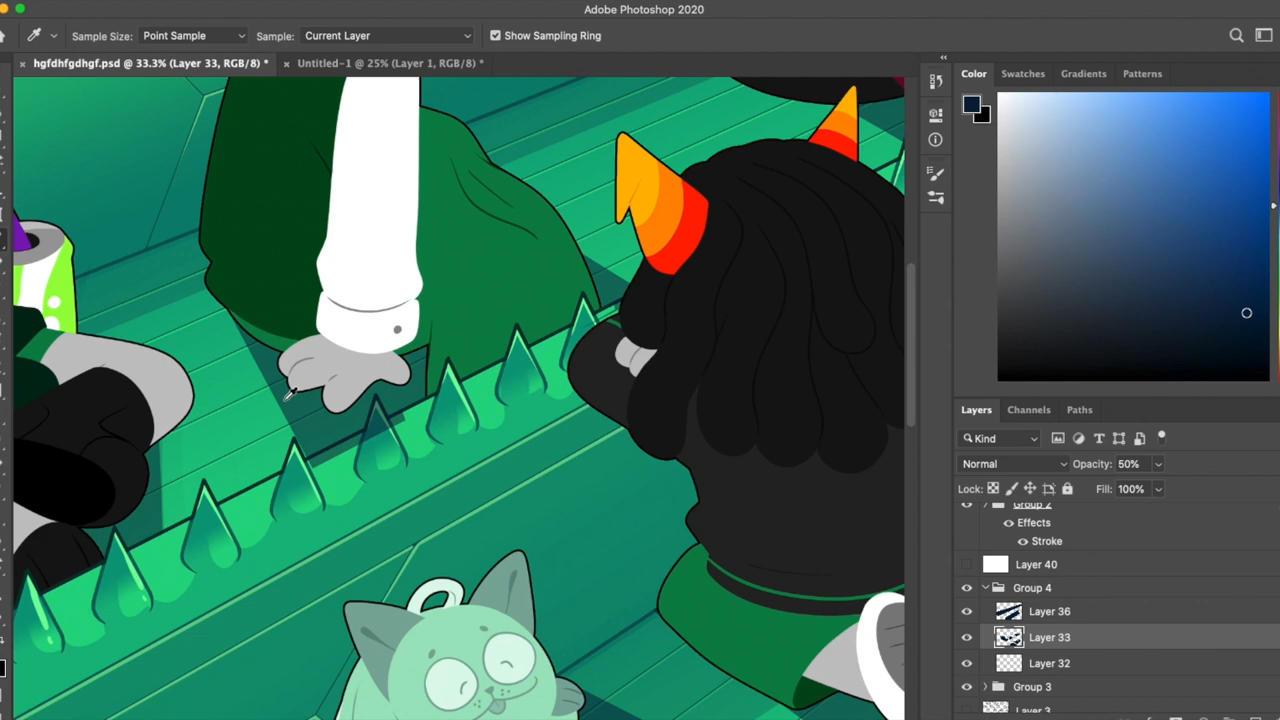 Adobe Photoshop 2020
Sample Size: Point Sample Sample: Current Layer Show Sampling Ring
hgfdhfgdhgf.psd @ 33.3% (Layer 33, RGB/8) * Untitled-1 @ 25% (Layer 1, RGB/8) *
Color Swatches Gradients Patterns
Layers Channels Paths
Kind
Normal Opacity: 50%
Lock: Fill: 100%
Group 2
Effects
Stroke
Layer 40
Group 4
Layer 36
Layer 33
Layer 32
Group 3
Layer 3